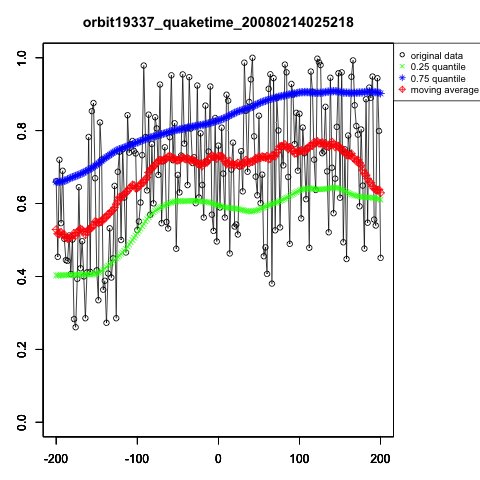 orbit19337_quaketime_20080214025218
original data
0.25 quantile
0.75 quantile
moving average
1.0
0.8
0.6
0.4
0.2
0.0
-200 -100 0 100 200